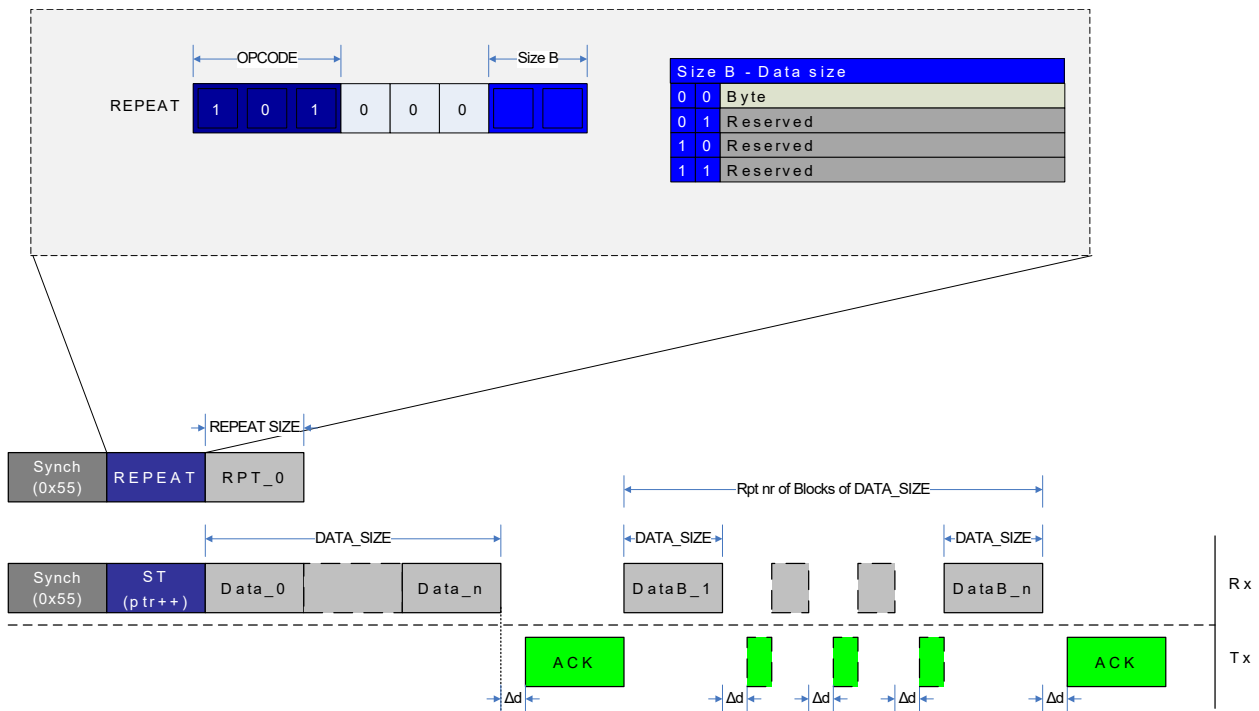 OPCODE
Size B
REPEAT
1 0 1 0 0 0
Size B - Data size
0 0 Byte
0 1 Reserved
1 0 Reserved
1 1 Reserved
REPEAT SIZE
Synch
(0x55)
REPEAT
RPT_0
Rpt nr of Blocks of DATA_SIZE
DATA_SIZE
DATA_SIZE
DATA_SIZE
Synch
(0x55)
ST
(ptr++)
Data_0
Data_n
DataB_1
DataB_n
Rx
ACK
ACK
Tx
Δd
Δd
Δd
Δd
Δd